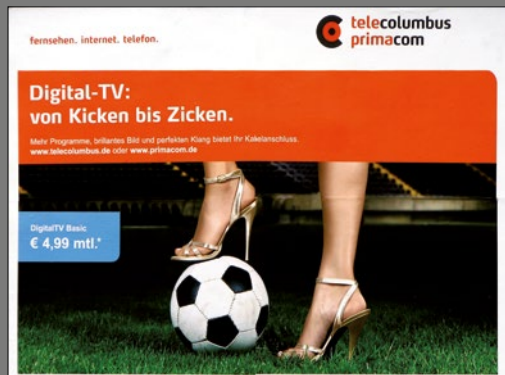 fernsehen. internet. telefon.
telecolumbus
primacom
Digital-TV:
von Kicken bis Zicken.
Mehr Programme, brillantes Bild und perfekten Klang bietet Ihr Kabelanschluss.
www.telecolumbus.de oder www.primacom.de
DigitalTV Basic
€ 4,99 mtl.*